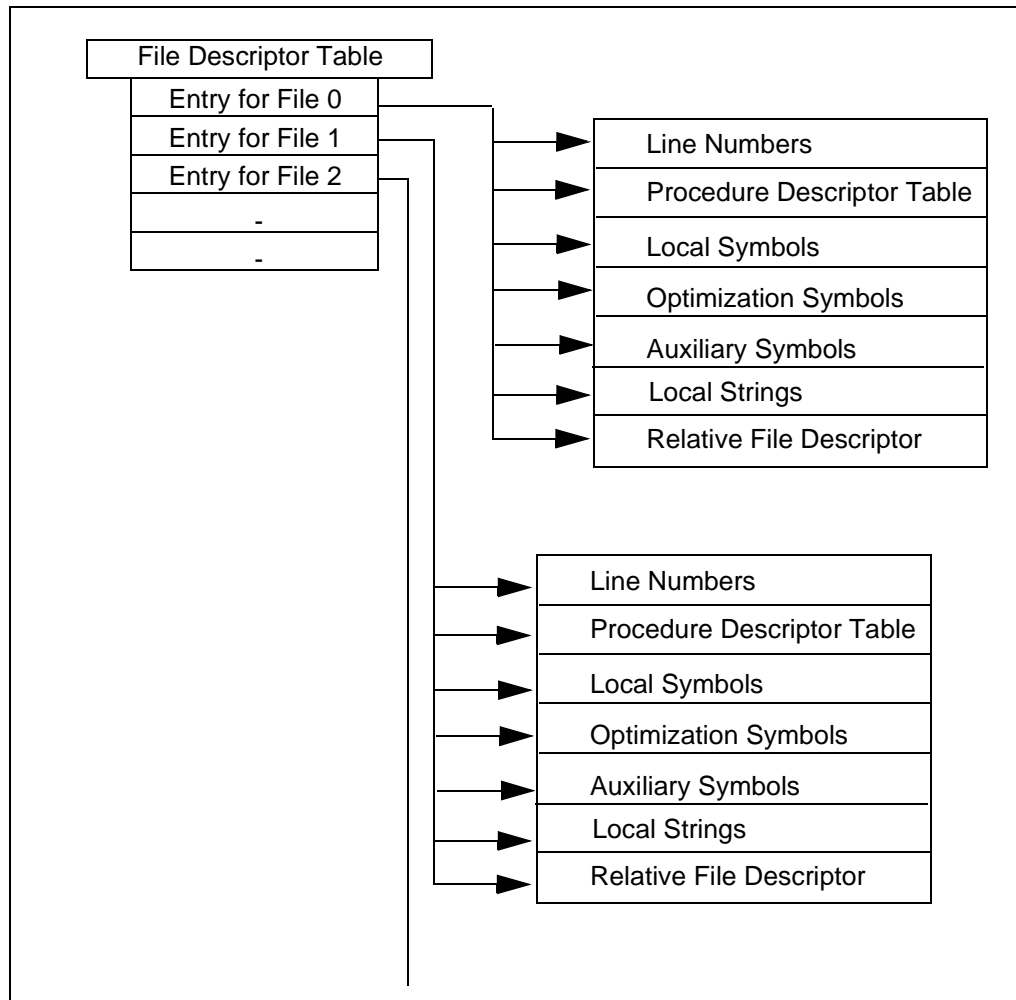 File Descriptor Table
Entry for File 0
Entry for File 1
Entry for File 2
-
-
Line Numbers
Procedure Descriptor Table
Local Symbols
Optimization Symbols
Auxiliary Symbols
Local Strings
Relative File Descriptor
Line Numbers
Procedure Descriptor Table
Local Symbols
Optimization Symbols
Auxiliary Symbols
Local Strings
Relative File Descriptor